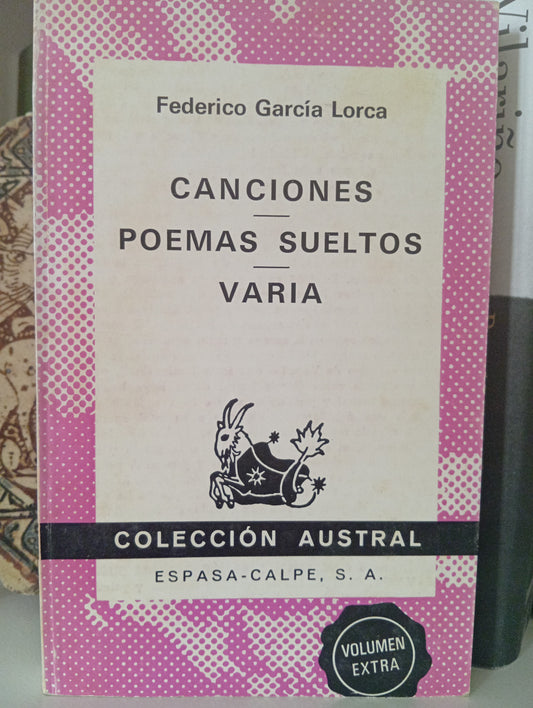 Federico García Lorca
CANCIONES
POEMAS SUELTOS
VARIA
COLECCIÓN AUSTRAL
ESPASA-CALPE, S. A.
VOLUMEN
EXTRA